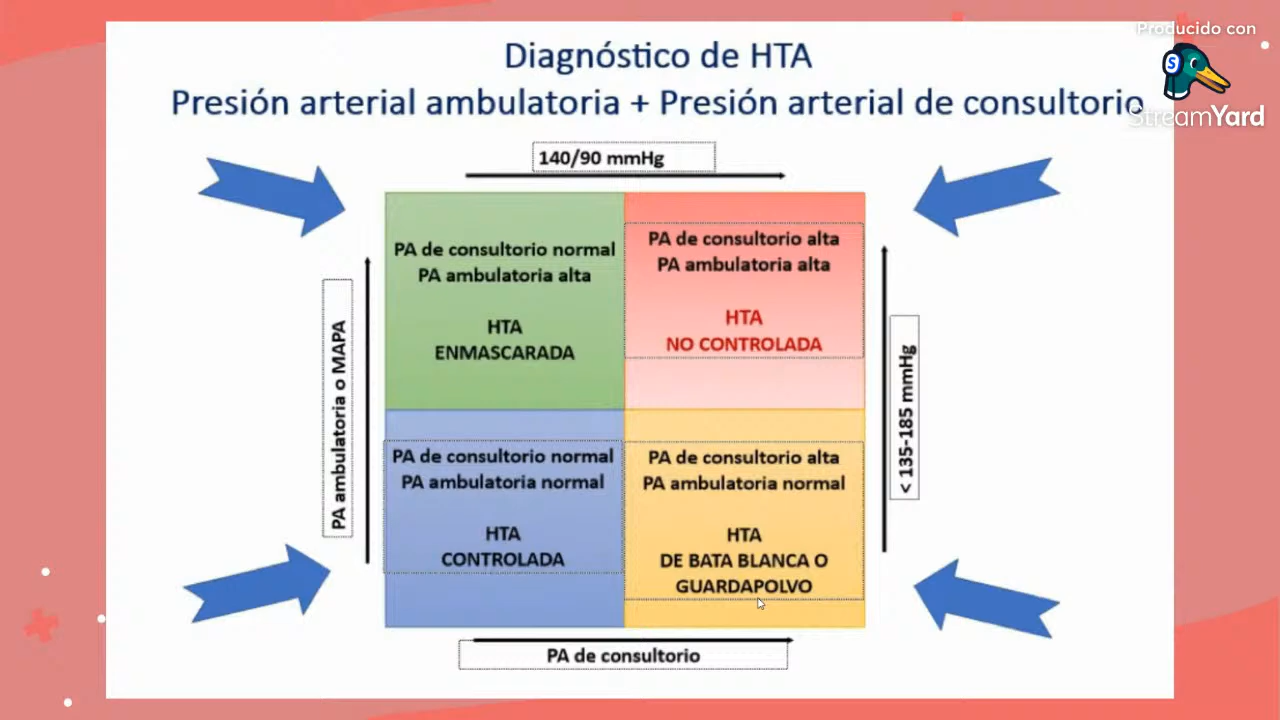 Producido con
S
StreamYard
Diagnóstico de HTA
Presión arterial ambulatoria + Presión arterial de consultorio
140/90 mmHg
PA ambulatoria o MAPA
PA de consultorio normal
PA ambulatoria alta
HTA
ENMASCARADA
PA de consultorio alta
PA ambulatoria alta
HTA
NO CONTROLADA
< 135-185 mmHg
PA de consultorio normal
PA ambulatoria normal
HTA
CONTROLADA
PA de consultorio alta
PA ambulatoria normal
HTA
DE BATA BLANCA O
GUARDAPOLVO
PA de consultorio